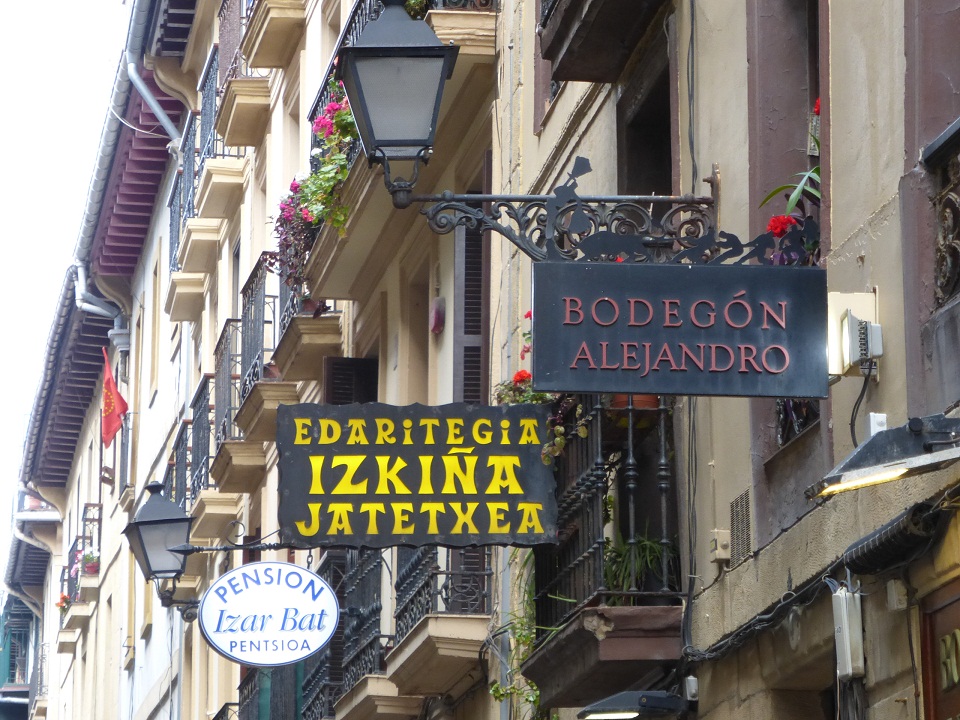 BODEGÓN
ALEJANDRO
EDARiTEGiA
IZKIÑA
JATETXEA
PENSION
Izar Bat
PENTSIOA